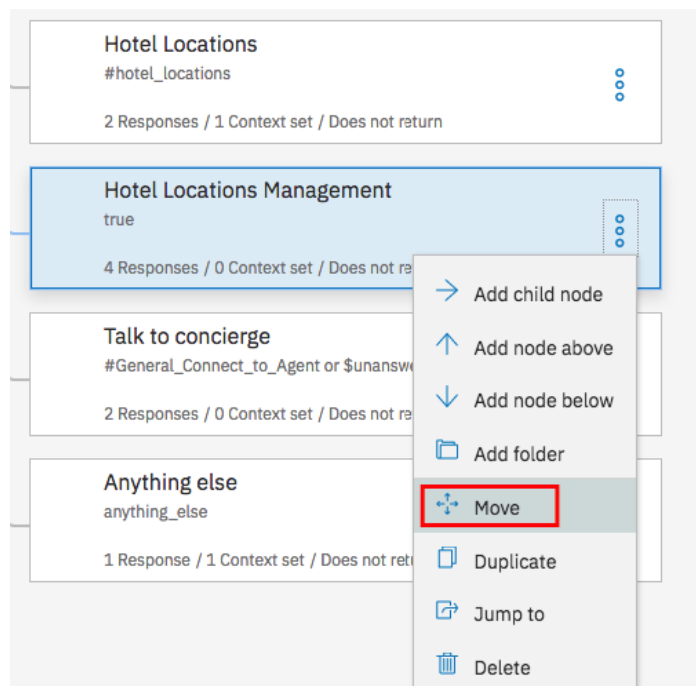 Hotel Locations
#hotel_locations
2 Responses / 1 Context set / Does not return
Hotel Locations Management
true
4 Responses / 0 Context set / Does not re
Talk to concierge
#General_Connect_to_Agent or $unanswe
2 Responses / 0 Context set / Does not re
Anything else
anything_else
1 Response / 1 Context set / Does not retu
Add child node
Add node above
Add node below
Add folder
Move
Duplicate
Jump to
Delete